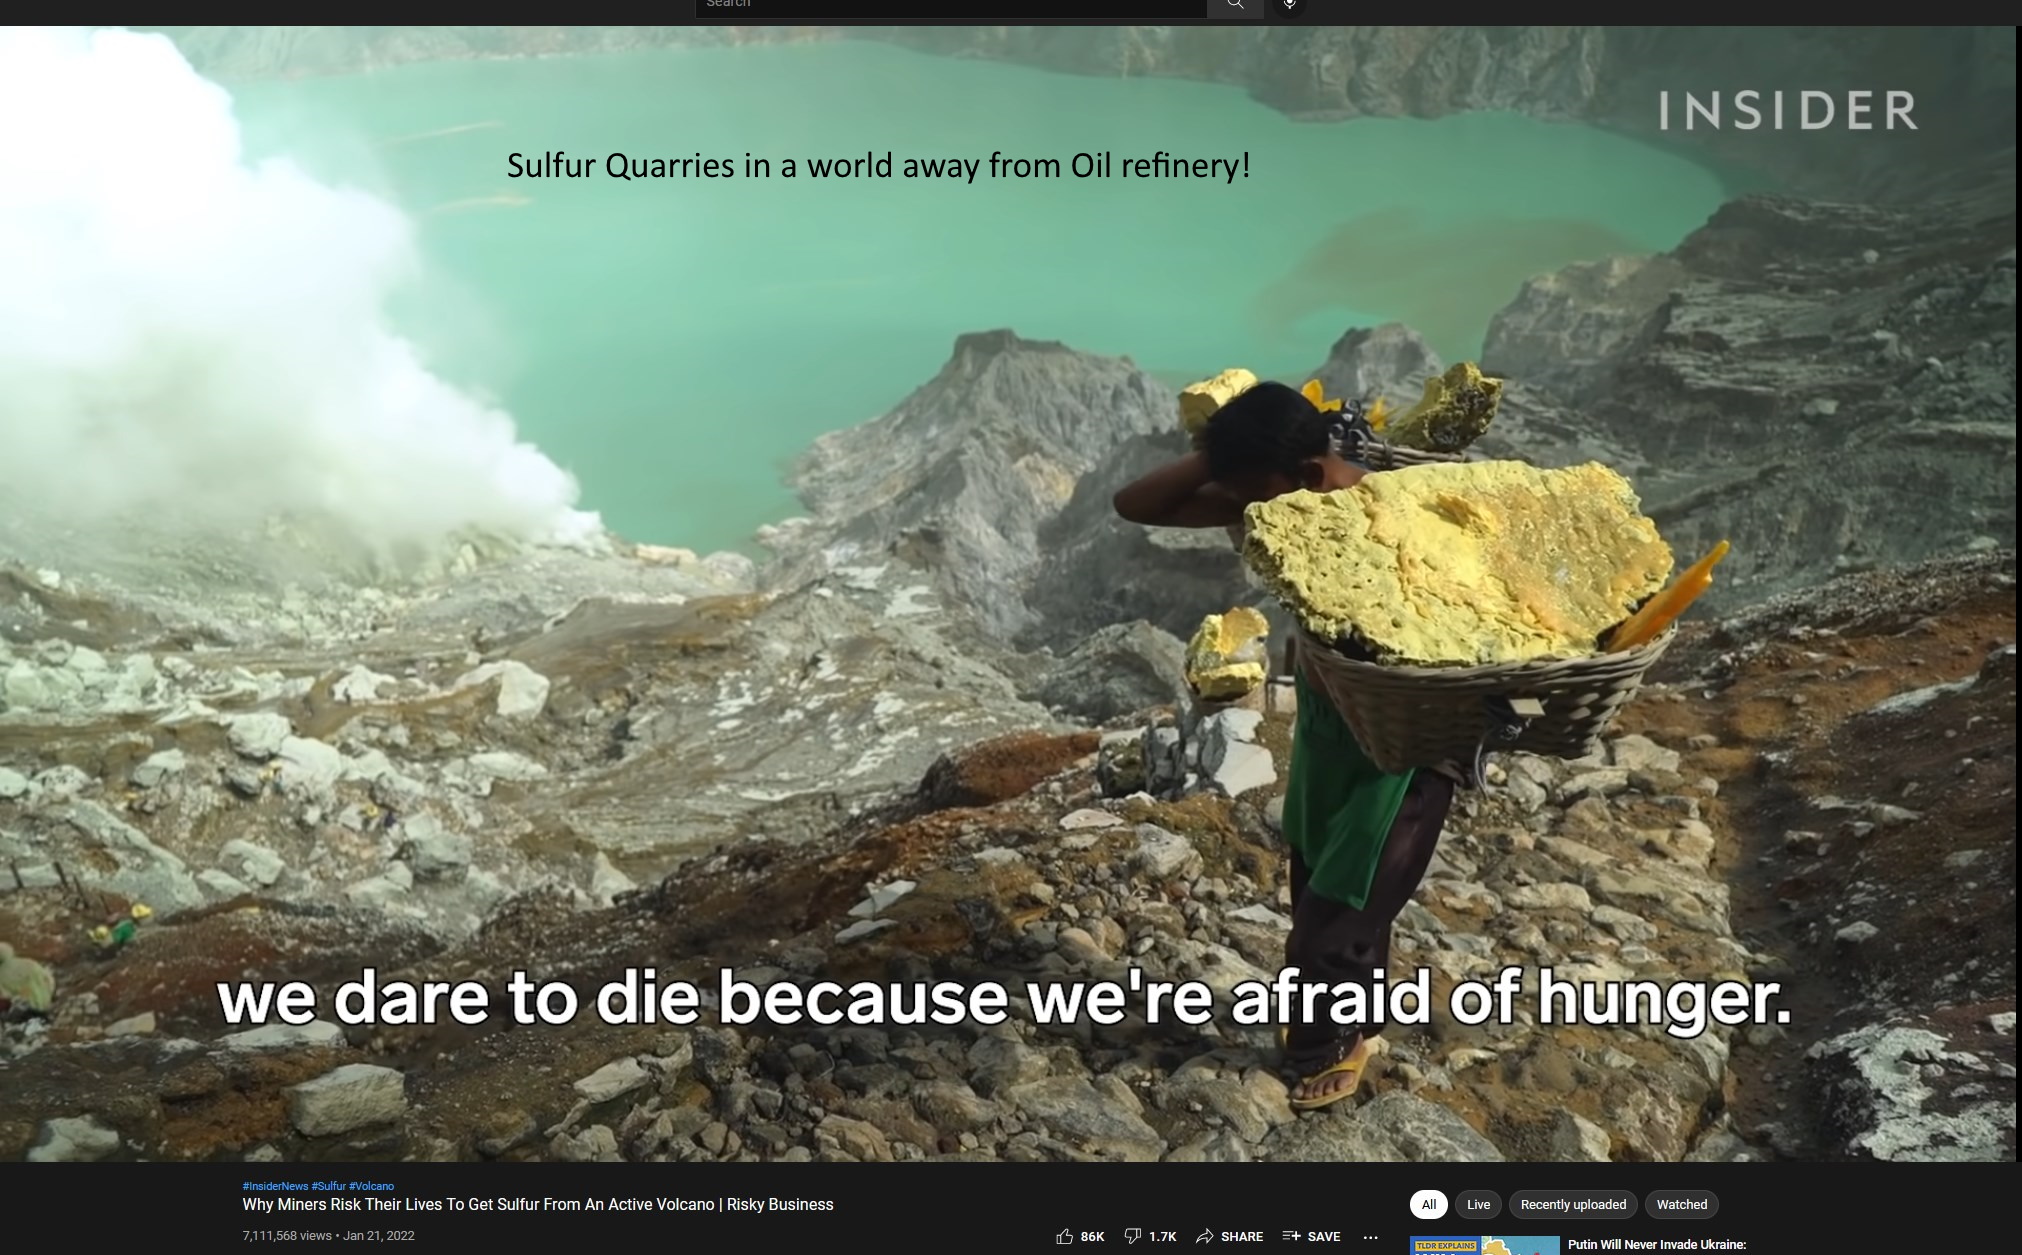 Search
INSIDER
Sulfur Quarries in a world away from Oil refinery!
we dare to die because we're afraid of hunger.
#InsiderNews #Sulfur #Volcano
Why Miners Risk Their Lives To Get Sulfur From An Active Volcano | Risky Business
7,111,568 views • Jan 21, 2022
86K 1.7K SHARE SAVE ...
All Live Recently uploaded Watched
TLDR EXPLAINS
Putin Will Never Invade Ukraine: